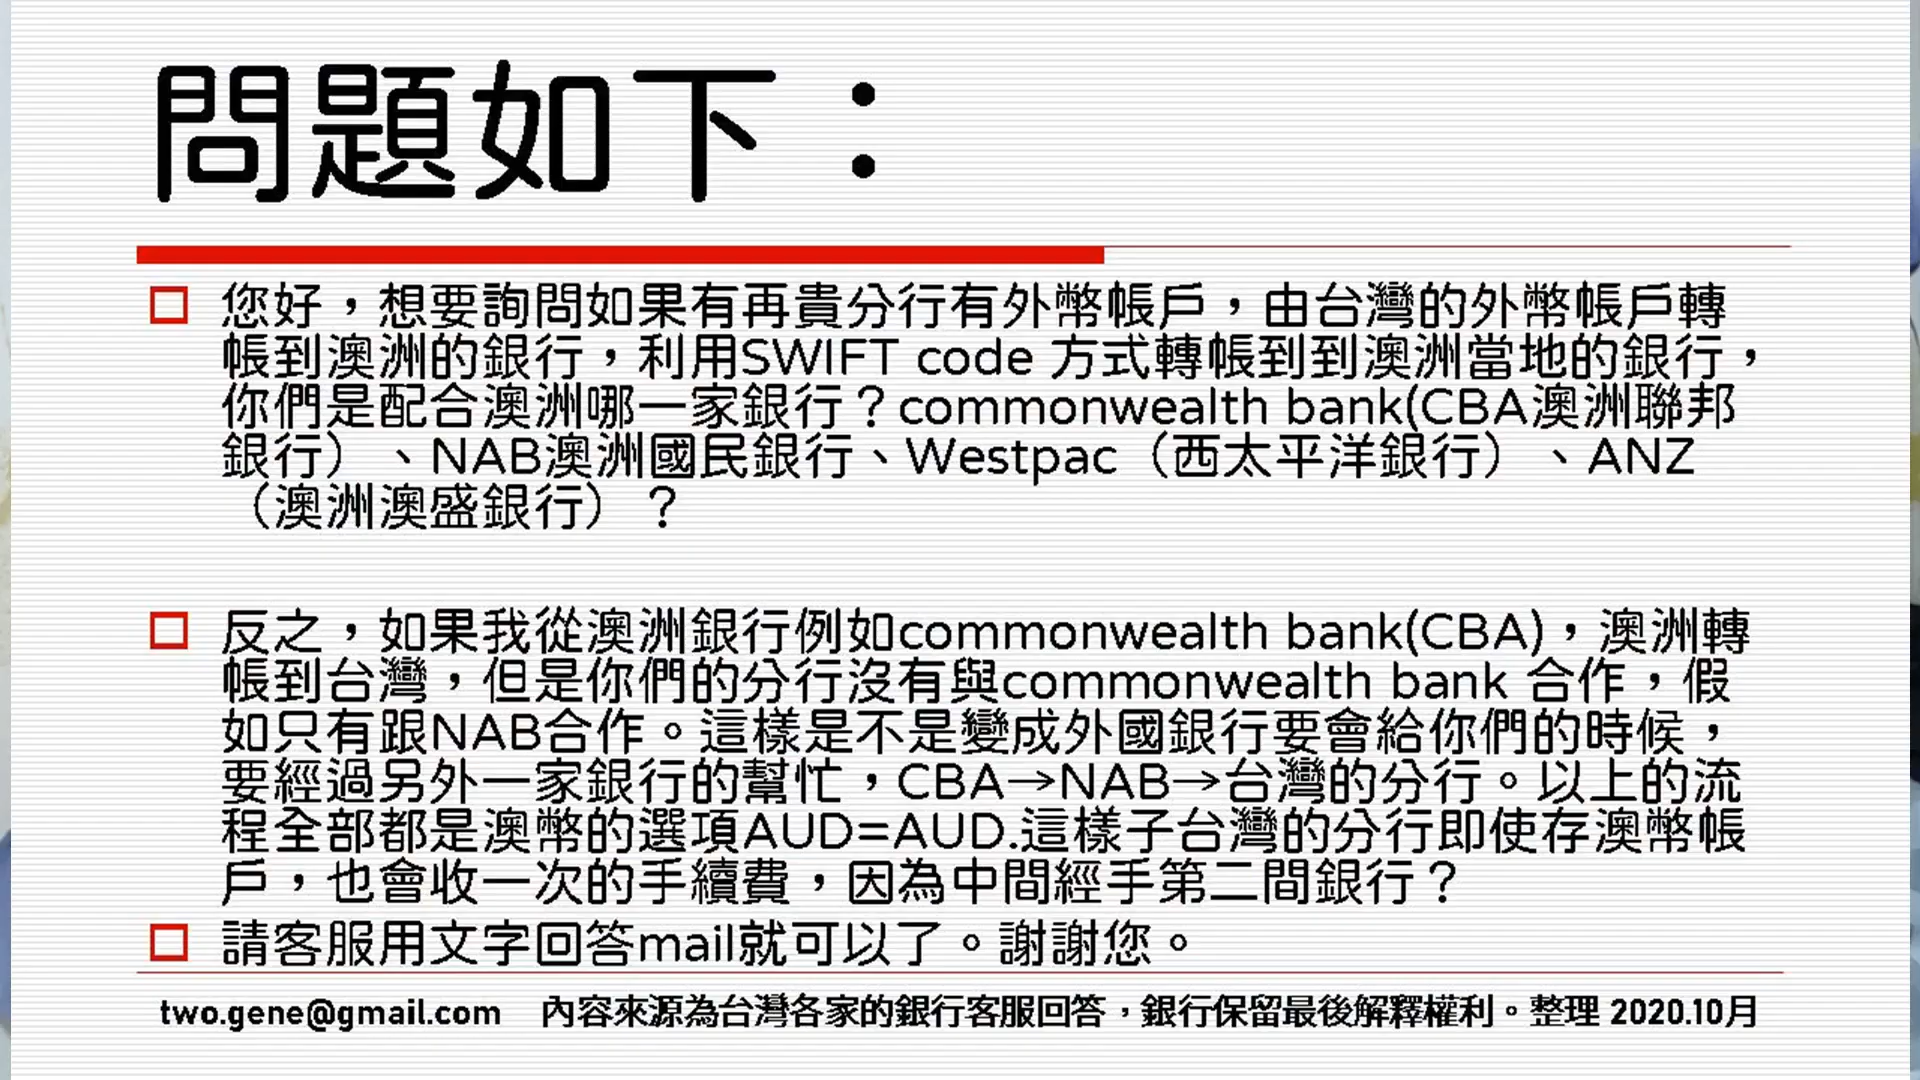 問題如下：
您好，想要詢問如果有再貴分行有外幣帳戶，由台灣的外幣帳戶轉
帳到澳洲的銀行，利用SWIFT code 方式轉帳到到澳洲當地的銀行，
你們是配合澳洲哪一家銀行？commonwealth bank(CBA澳洲聯邦
銀行）、NAB澳洲國民銀行、Westpac（西太平洋銀行）、ANZ
（澳洲澳盛銀行）？
反之，如果我從澳洲銀行例如commonwealth bank(CBA)，澳洲轉
帳到台灣，但是你們的分行沒有與commonwealth bank 合作，假
如只有跟NAB合作。這樣是不是變成外國銀行要會給你們的時候，
要經過另外一家銀行的幫忙，CBA→NAB→台灣的分行。以上的流
程全部都是澳幣的選項AUD=AUD.這樣子台灣的分行即使存澳幣帳
戶，也會收一次的手續費，因為中間經手第二間銀行？
請客服用文字回答mail就可以了。謝謝您。
two.gene@gmail.com 內容來源為台灣各家的銀行客服回答，銀行保留最後解釋權利。整理 2020.10月